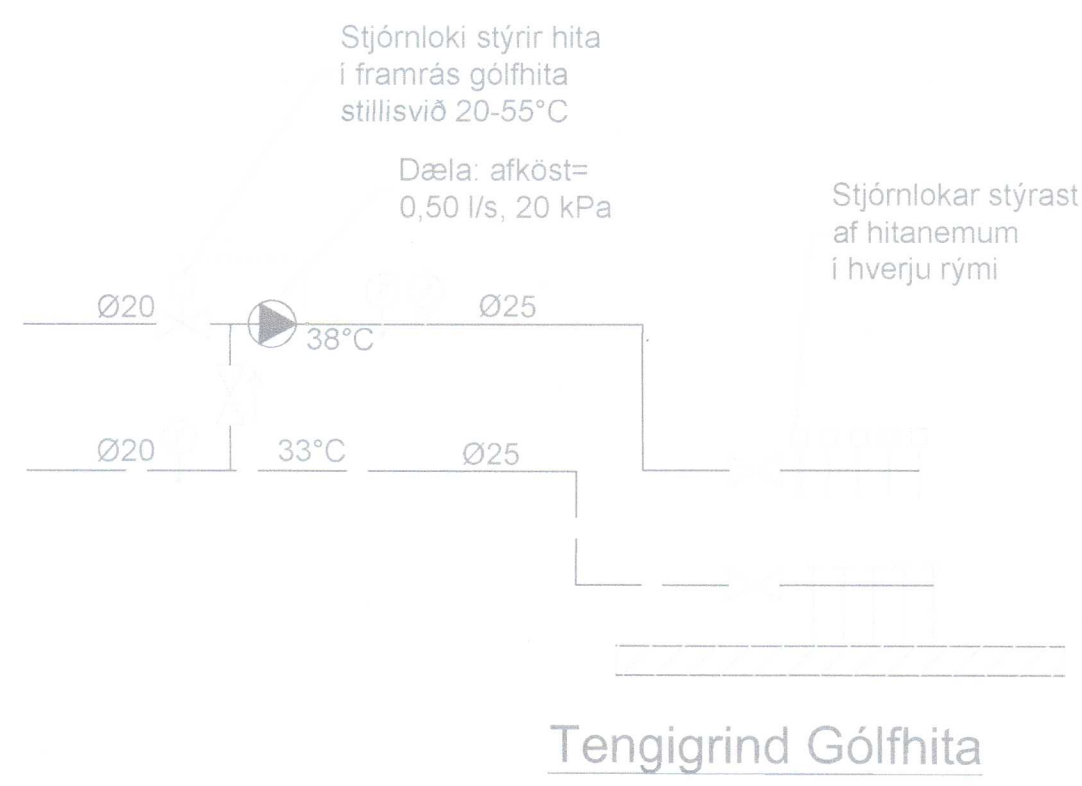 Stjórnloki stýrir hita
í framrás gólfhita
stillisvið 20-55°C
Dæla: afköst=
0,50 l/s, 20 kPa
Stjórnlokar stýrast
af hitanemum
í hverju rými
Ø20
Ø25
38°C
Ø20
33°C
Ø25
Tengigrind Gólfhita